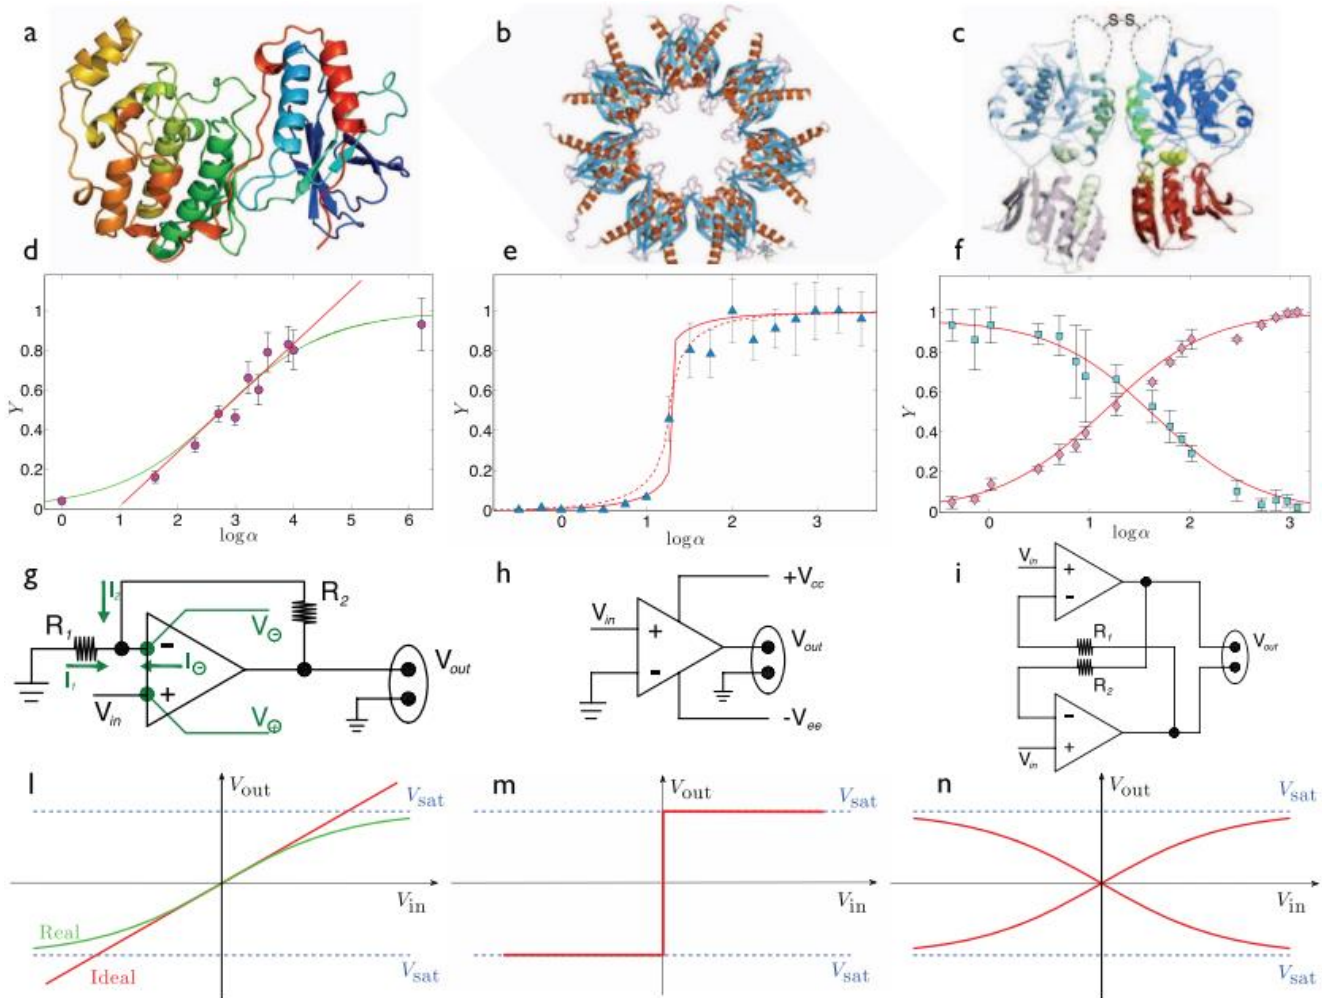 a
b
c
S-S
d
e
f
1
0.8
0.6
0.4
0.2
0
Y
0 1 2 3 4 5 6
log α
1
0.8
0.6
0.4
0.2
0
Y
0 1 2 3
log α
1
0.8
0.6
0.4
0.2
0
Y
0 1 2 3
log α
g
I₂
R₁
R₂
V⊖
I⊖
I₁
Vin
V⊕
Vout
-
+
h
+Vcc
Vin
Vout
-Vee
+
-
i
Vin
+
-
R₁
R₂
Vout
-
+
Vin
l
Vout
Vsat
Vin
Real
Ideal
Vsat
m
Vout
Vsat
Vin
Vsat
n
Vout
Vsat
Vin
Vsat